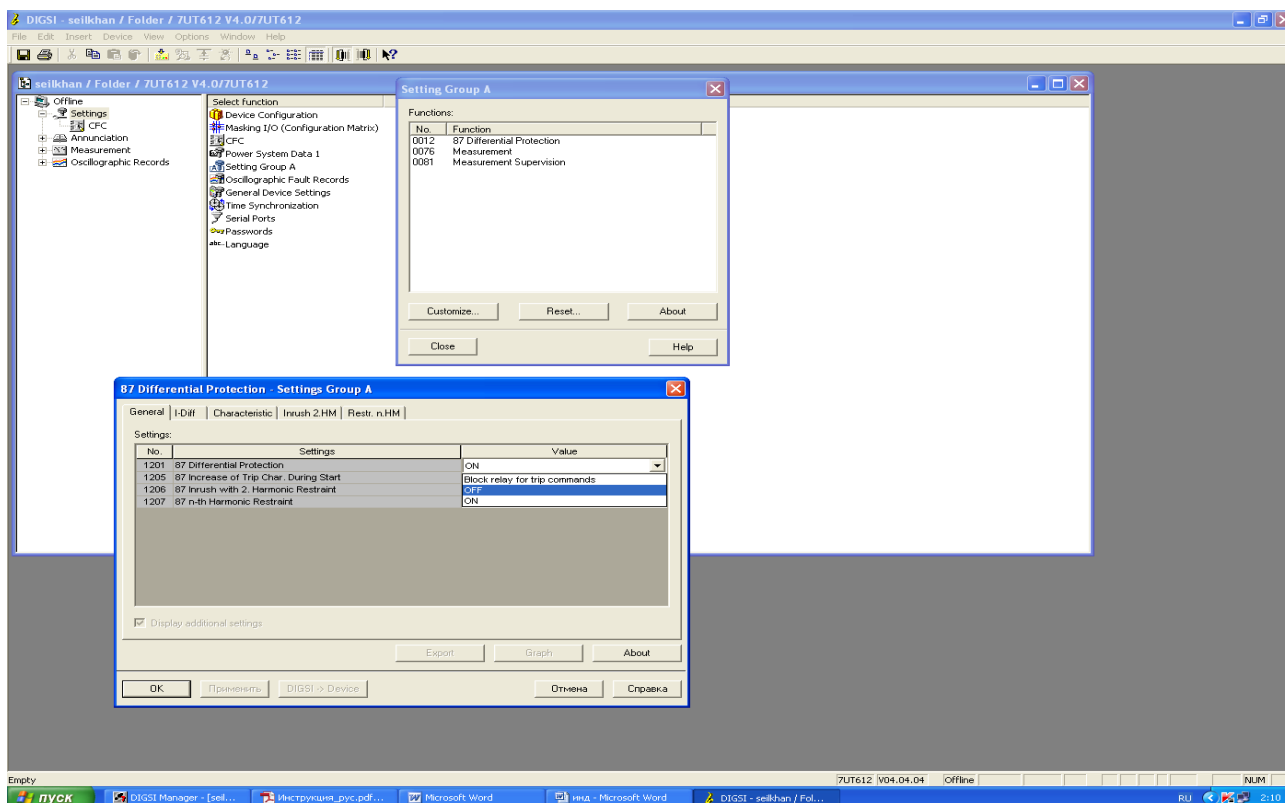 DIGSI - seilkhan / Folder / 7UT612 V4.0/7UT612
File Edit Insert Device View Options Window Help
seilkhan / Folder / 7UT612 V4.0/7UT612
Offline
Settings
CFC
Annunciation
Measurement
Oscillographic Records
Select function
Device Configuration
Masking I/O (Configuration Matrix)
CFC
Power System Data 1
Setting Group A
Oscillographic Fault Records
General Device Settings
Time Synchronization
Serial Ports
Passwords
abc Language
Setting Group A
Functions:
No. Function
0012 87 Differential Protection
0076 Measurement
0081 Measurement Supervision
Customize... Reset... About
Close Help
87 Differential Protection - Settings Group A
General I-Diff Characteristic Inrush 2.HM Restr. n.HM
Settings:
No. Settings Value
1201 87 Differential Protection ON
1205 87 Increase of Trip Char. During Start Block relay for trip commands
1206 87 Inrush with 2. Harmonic Restraint OFF
1207 87 n-th Harmonic Restraint ON
Display additional settings
Export Graph About
OK Применить DIGSI -> Device Отмена Справка
Empty 7UT612 V04.04.04 Offline NUM
пуск DIGSI Manager - [seil... Инструкция_рус.pdf... Microsoft Word инд - Microsoft Word DIGSI - seilkhan / Fol... RU 2:10